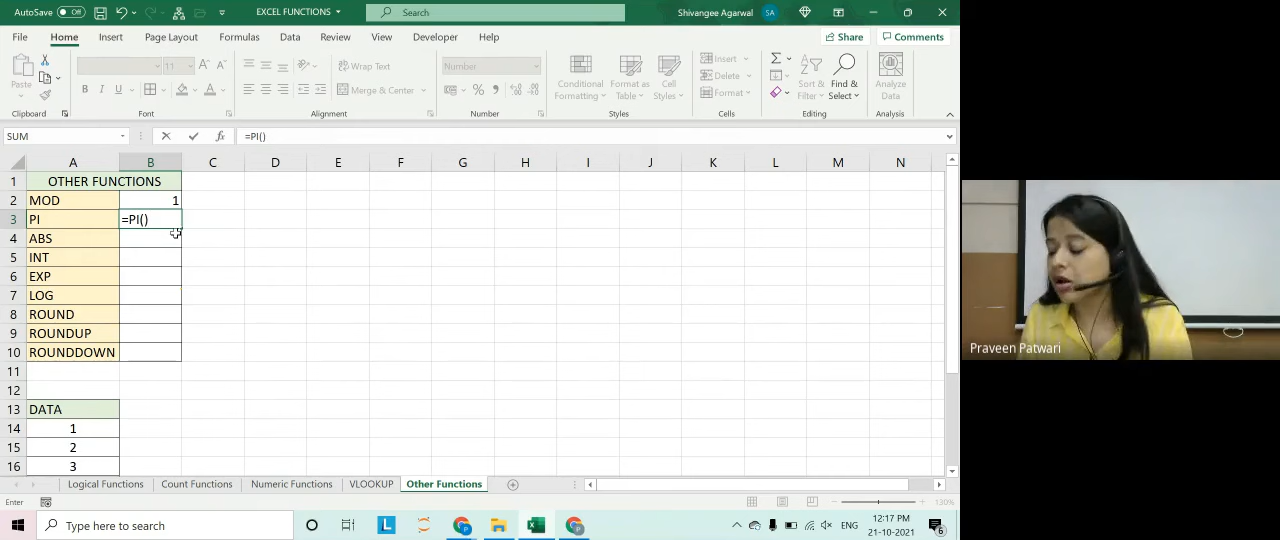 AutoSave Off EXCEL FUNCTIONS Search Shivangee Agarwal SA
File Home Insert Page Layout Formulas Data Review View Developer Help Share Comments
Paste 11 B I U Wrap Text Merge & Center Number % Conditional Formatting Format as Table Cell Styles Insert Delete Format Sort & Filter Find & Select Analyze Data
Clipboard Font Alignment Number Styles Cells Editing Analysis
SUM fx =PI()
A B C D E F G H I J K L M N
1 OTHER FUNCTIONS
2 MOD 1
3 PI =PI()
4 ABS
5 INT
6 EXP
7 LOG
8 ROUND
9 ROUNDUP
10 ROUNDDOWN
11
12
13 DATA
14 1
15 2
16 3
Logical Functions Count Functions Numeric Functions VLOOKUP Other Functions
Enter 130%
Type here to search L ENG 12:17 PM
21-10-2021 6
Praveen Patwari